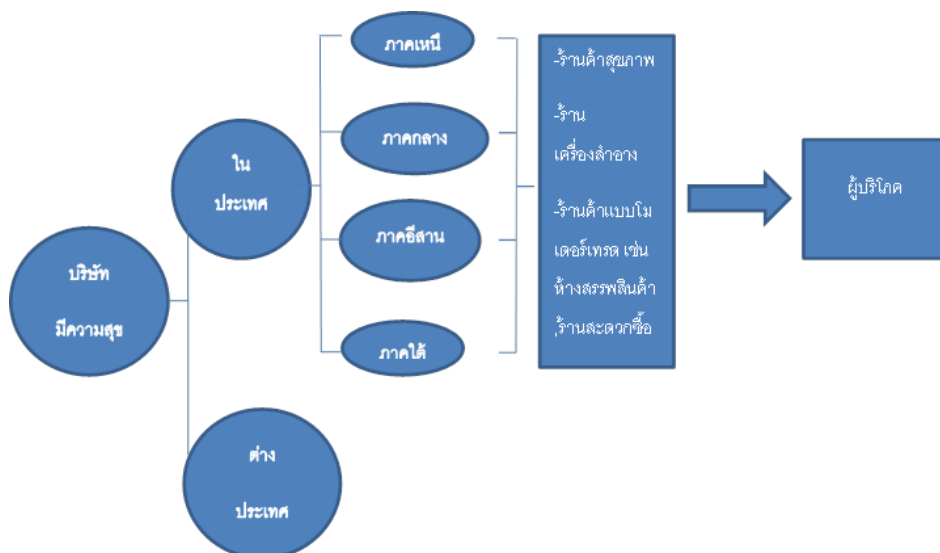 บริษัท
มีความสุข
ใน
ประเทศ
ต่าง
ประเทศ
ภาคเหนื
ภาคกลาง
ภาคอีสาน
ภาคใต้
-ร้านค้าสุขภาพ
-ร้าน
เครื่องสำอาง
-ร้านค้าแบบโม
เดอร์เทรด เช่น
ห้างสรรพสินค้า
,ร้านสะดวกซื้อ
ผู้บริโภค